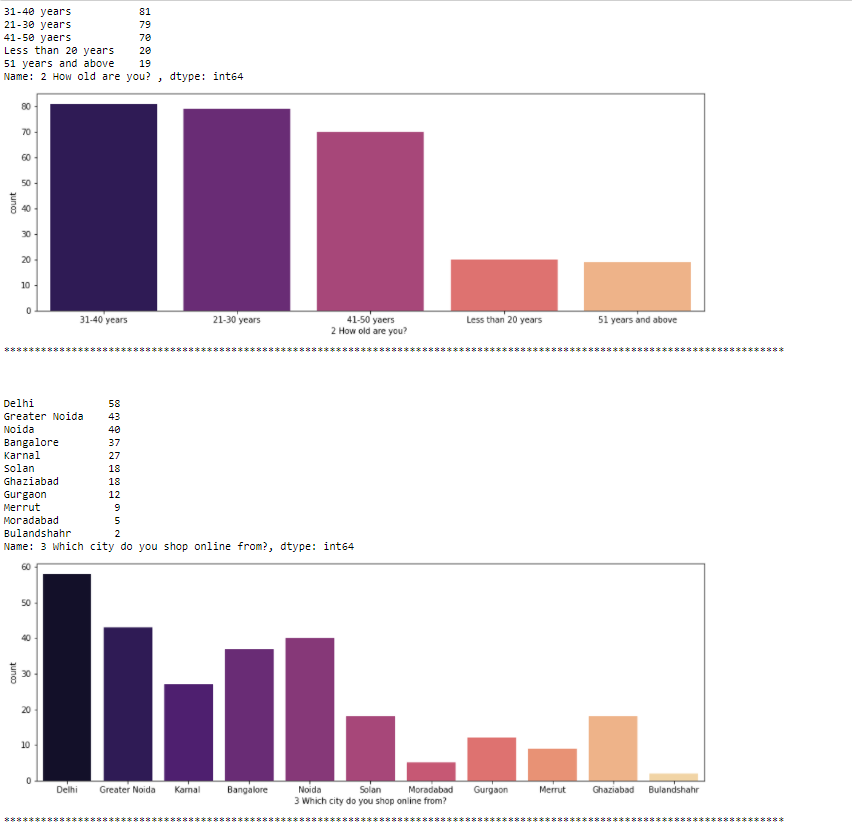 31-40 years 81
21-30 years 79
41-50 yaers 70
Less than 20 years 20
51 years and above 19
Name: 2 How old are you? , dtype: int64
80
70
60
50
40
30
20
10
0
count
31-40 years 21-30 years 41-50 yaers Less than 20 years 51 years and above
2 How old are you?
Delhi 58
Greater Noida 43
Noida 40
Bangalore 37
Karnal 27
Solan 18
Ghaziabad 18
Gurgaon 12
Merrut 9
Moradabad 5
Bulandshahr 2
Name: 3 Which city do you shop online from?, dtype: int64
60
50
40
30
20
10
0
count
Delhi Greater Noida Karnal Bangalore Noida Solan Moradabad Gurgaon Merrut Ghaziabad Bulandshahr
3 Which city do you shop online from?